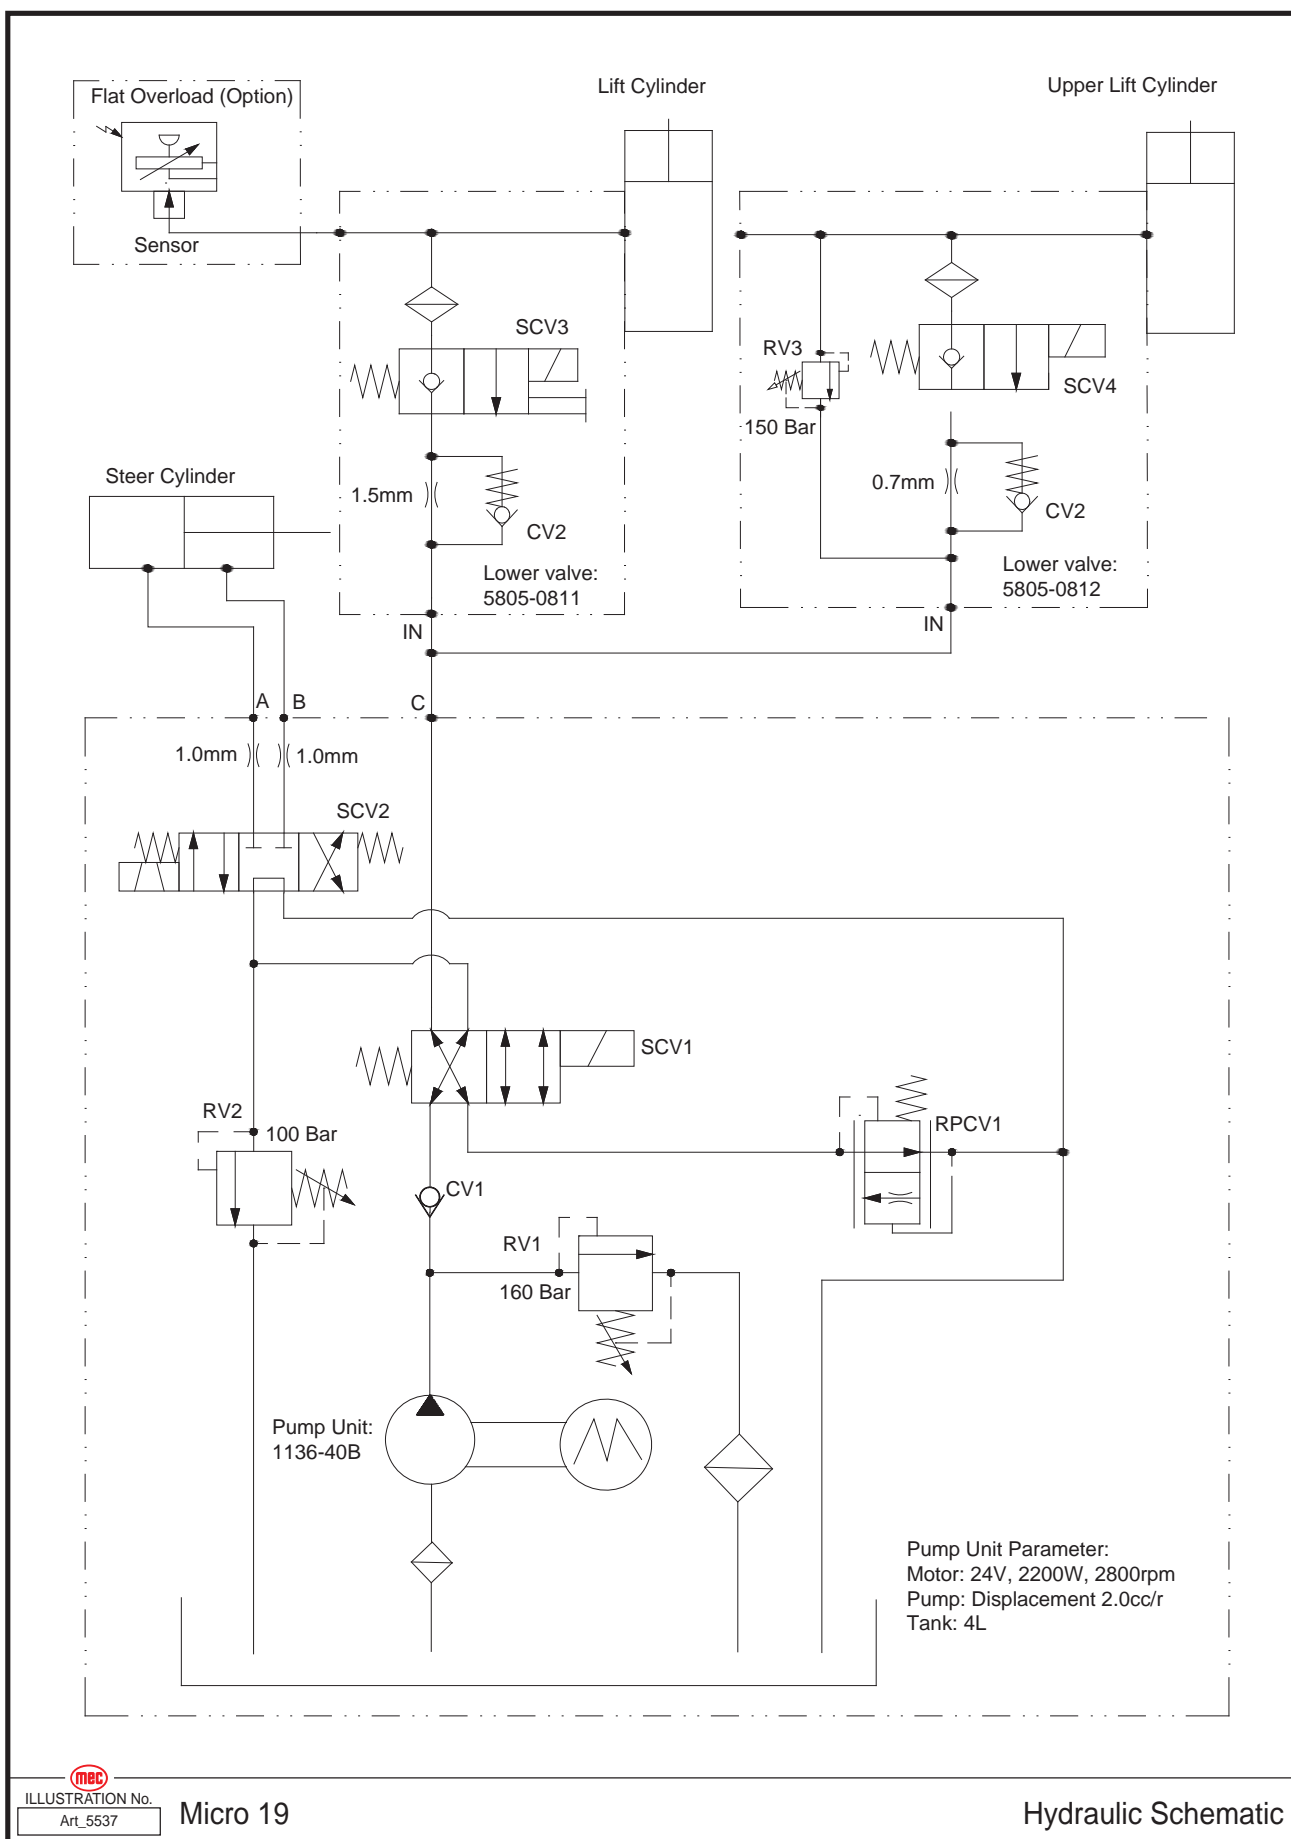 Lift Cylinder
Upper Lift Cylinder
Flat Overload (Option)
Sensor
SCV3
RV3
SCV4
150 Bar
Steer Cylinder
1.5mm
0.7mm
CV2
CV2
Lower valve:
5805-0811
Lower valve:
5805-0812
IN
IN
A
B
C
1.0mm
1.0mm
SCV2
SCV1
RV2
100 Bar
RPCV1
CV1
RV1
160 Bar
Pump Unit:
1136-40B
Pump Unit Parameter:
Motor: 24V, 2200W, 2800rpm
Pump: Displacement 2.0cc/r
Tank: 4L
mec
ILLUSTRATION No.
Art_5537
Micro 19
Hydraulic Schematic